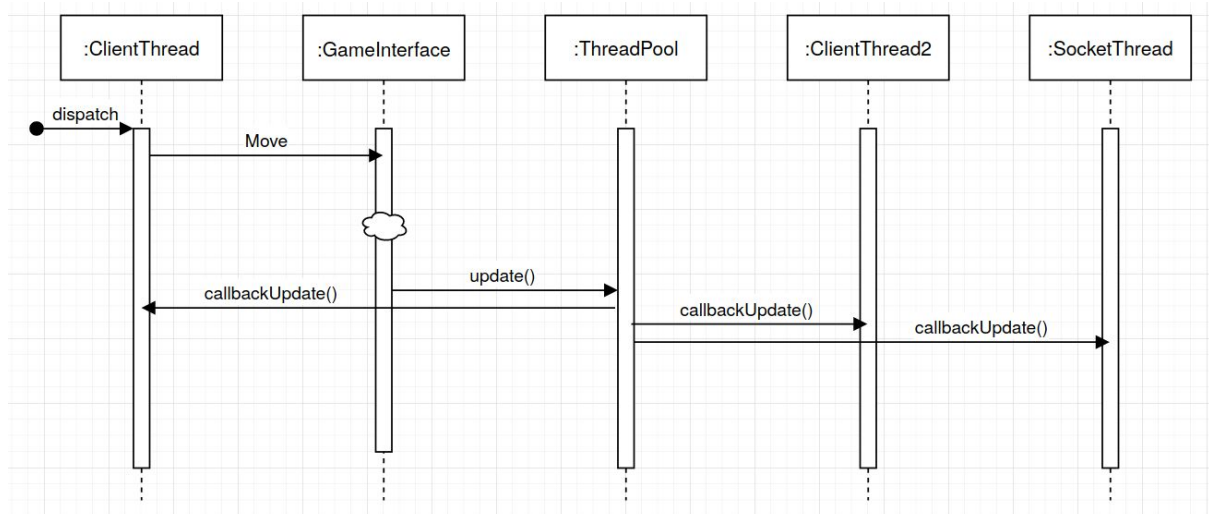 :ClientThread
:GameInterface
:ThreadPool
:ClientThread2
:SocketThread
dispatch
Move
update()
callbackUpdate()
callbackUpdate()
callbackUpdate()